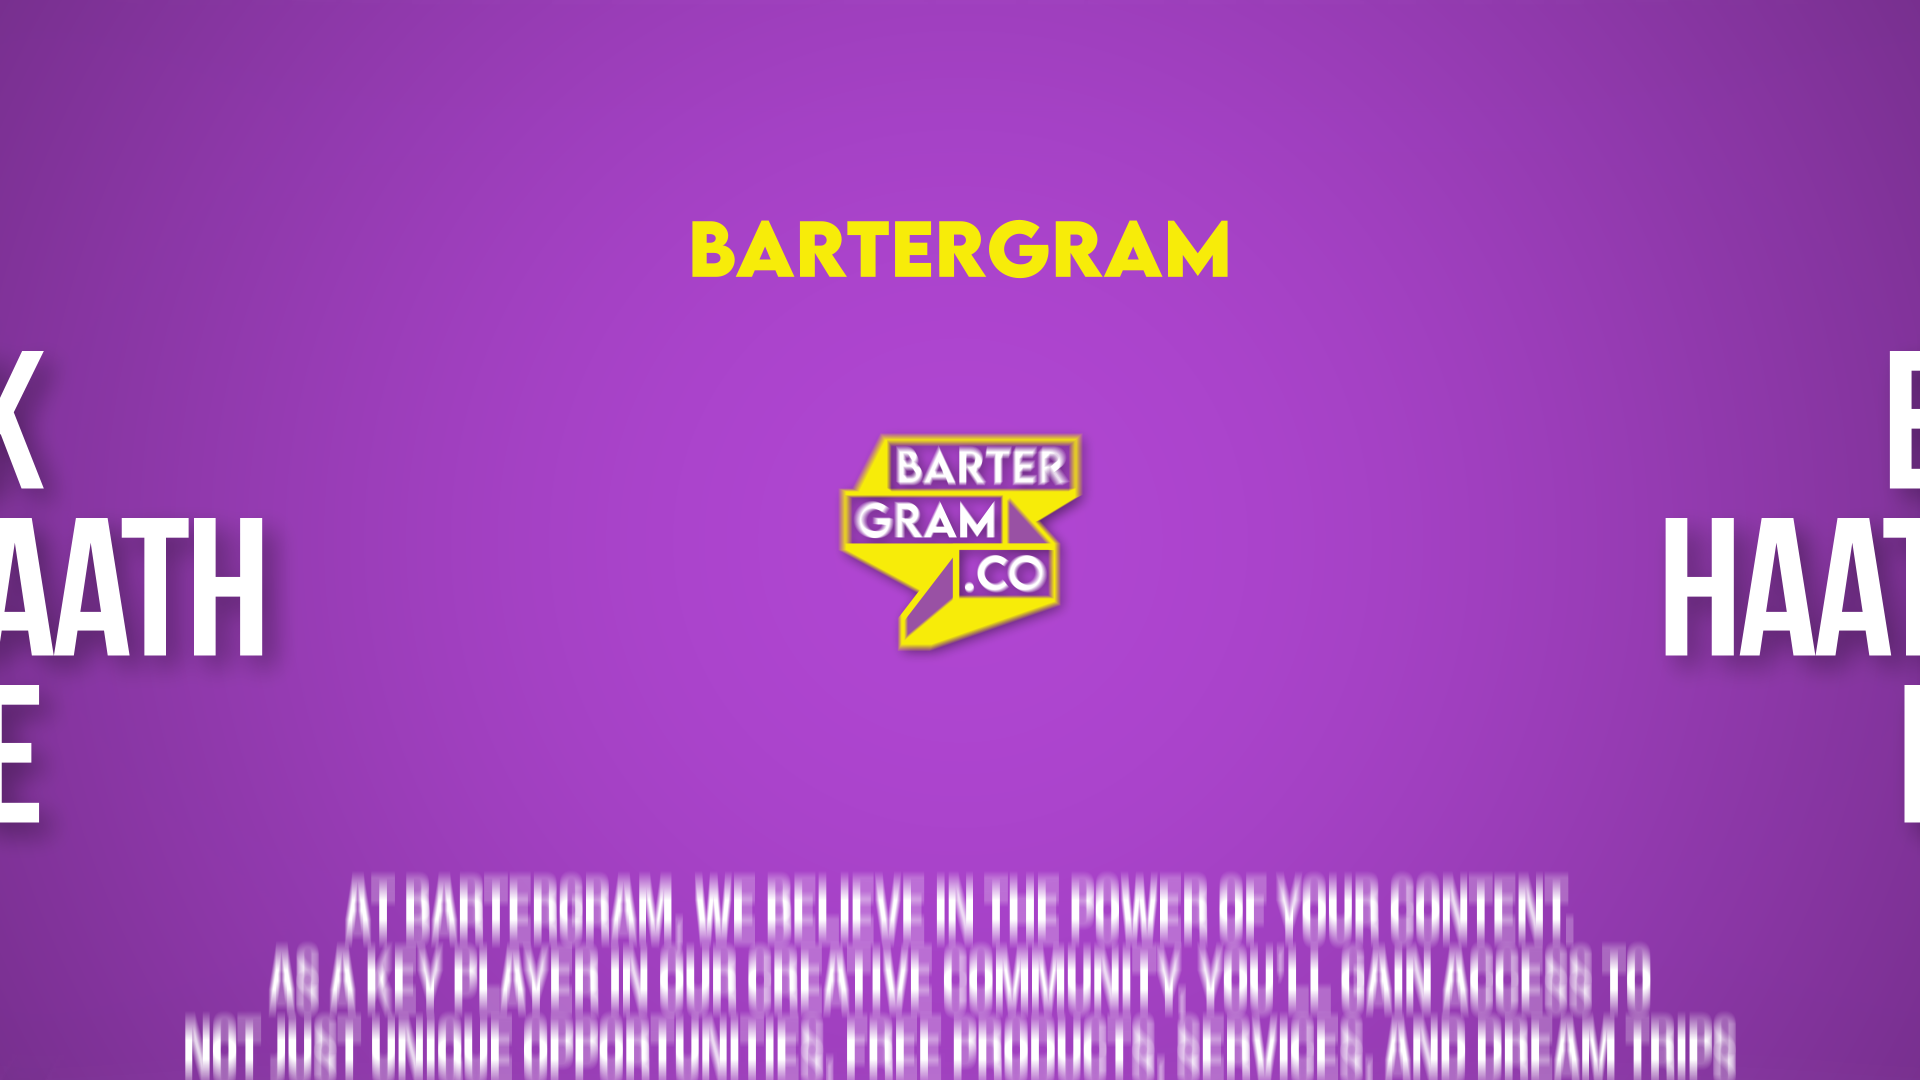 BARTERGRAM
BARTER
GRAM
.CO
K
AATH
E
HAAT
AT BARTERGRAM, WE BELIEVE IN THE POWER OF YOUR CONTENT.
AS A KEY PLAYER IN OUR CREATIVE COMMUNITY, YOU'LL GAIN ACCESS TO
NOT JUST UNIQUE OPPORTUNITIES, FREE PRODUCTS, SERVICES, AND DREAM TRIPS